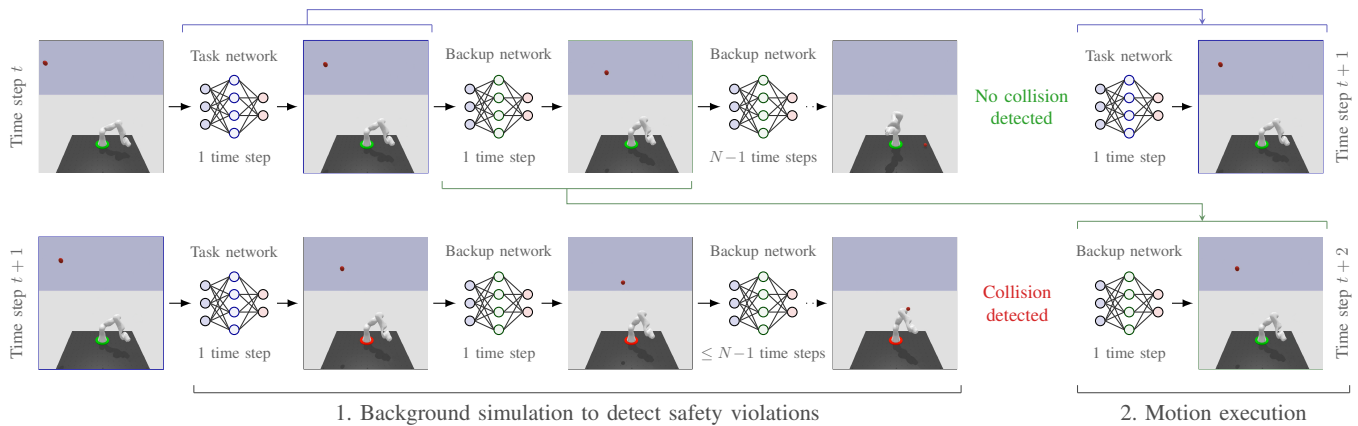 Time step t
Task network
1 time step
Backup network
1 time step
Backup network
N−1 time steps
No collision
detected
Task network
1 time step
Time step t + 1
Time step t + 1
Task network
1 time step
Backup network
1 time step
Backup network
≤ N−1 time steps
Collision
detected
Backup network
1 time step
Time step t + 2
1. Background simulation to detect safety violations
2. Motion execution